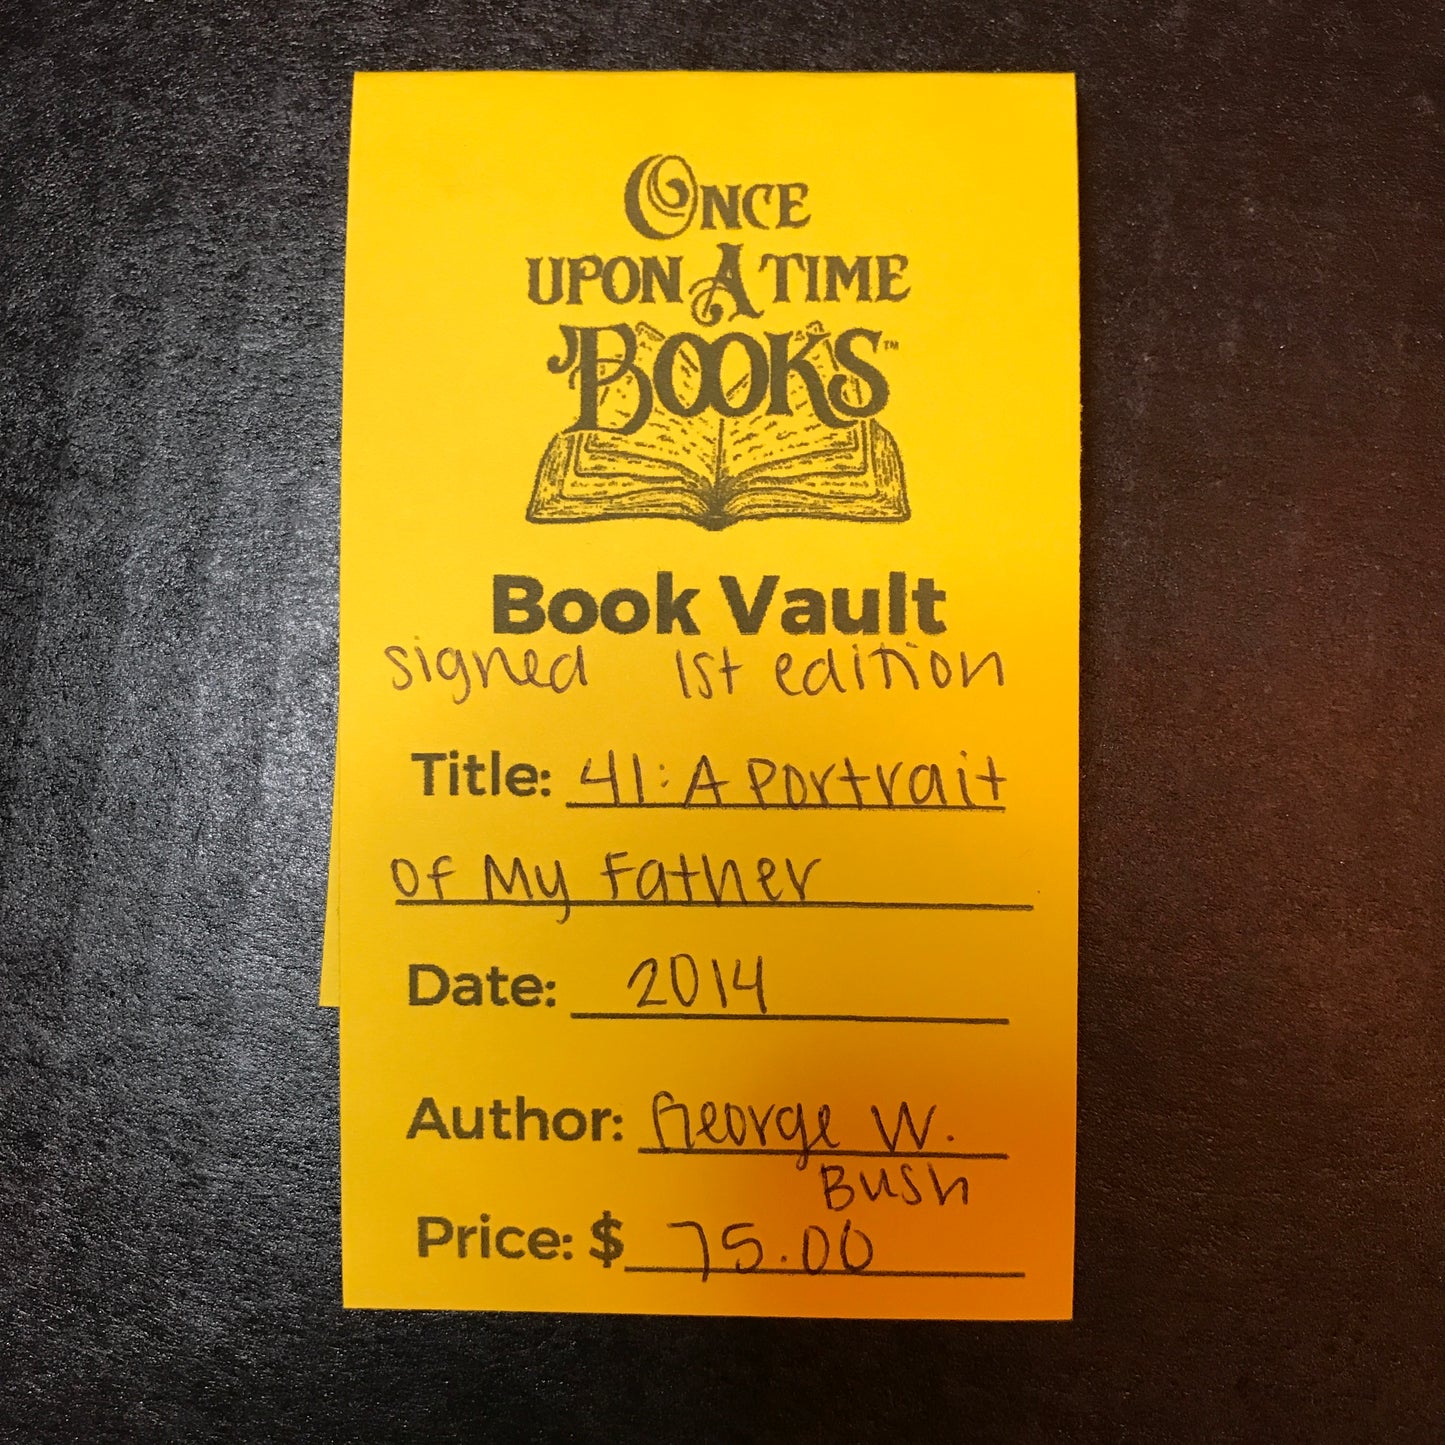 ONCE
UPON A TIME
BOOKS™
Book Vault
signed 1st edition
Title: 41: A Portrait
of My Father
Date: 2014
Author: George W.
Bush
Price: $ 75.00